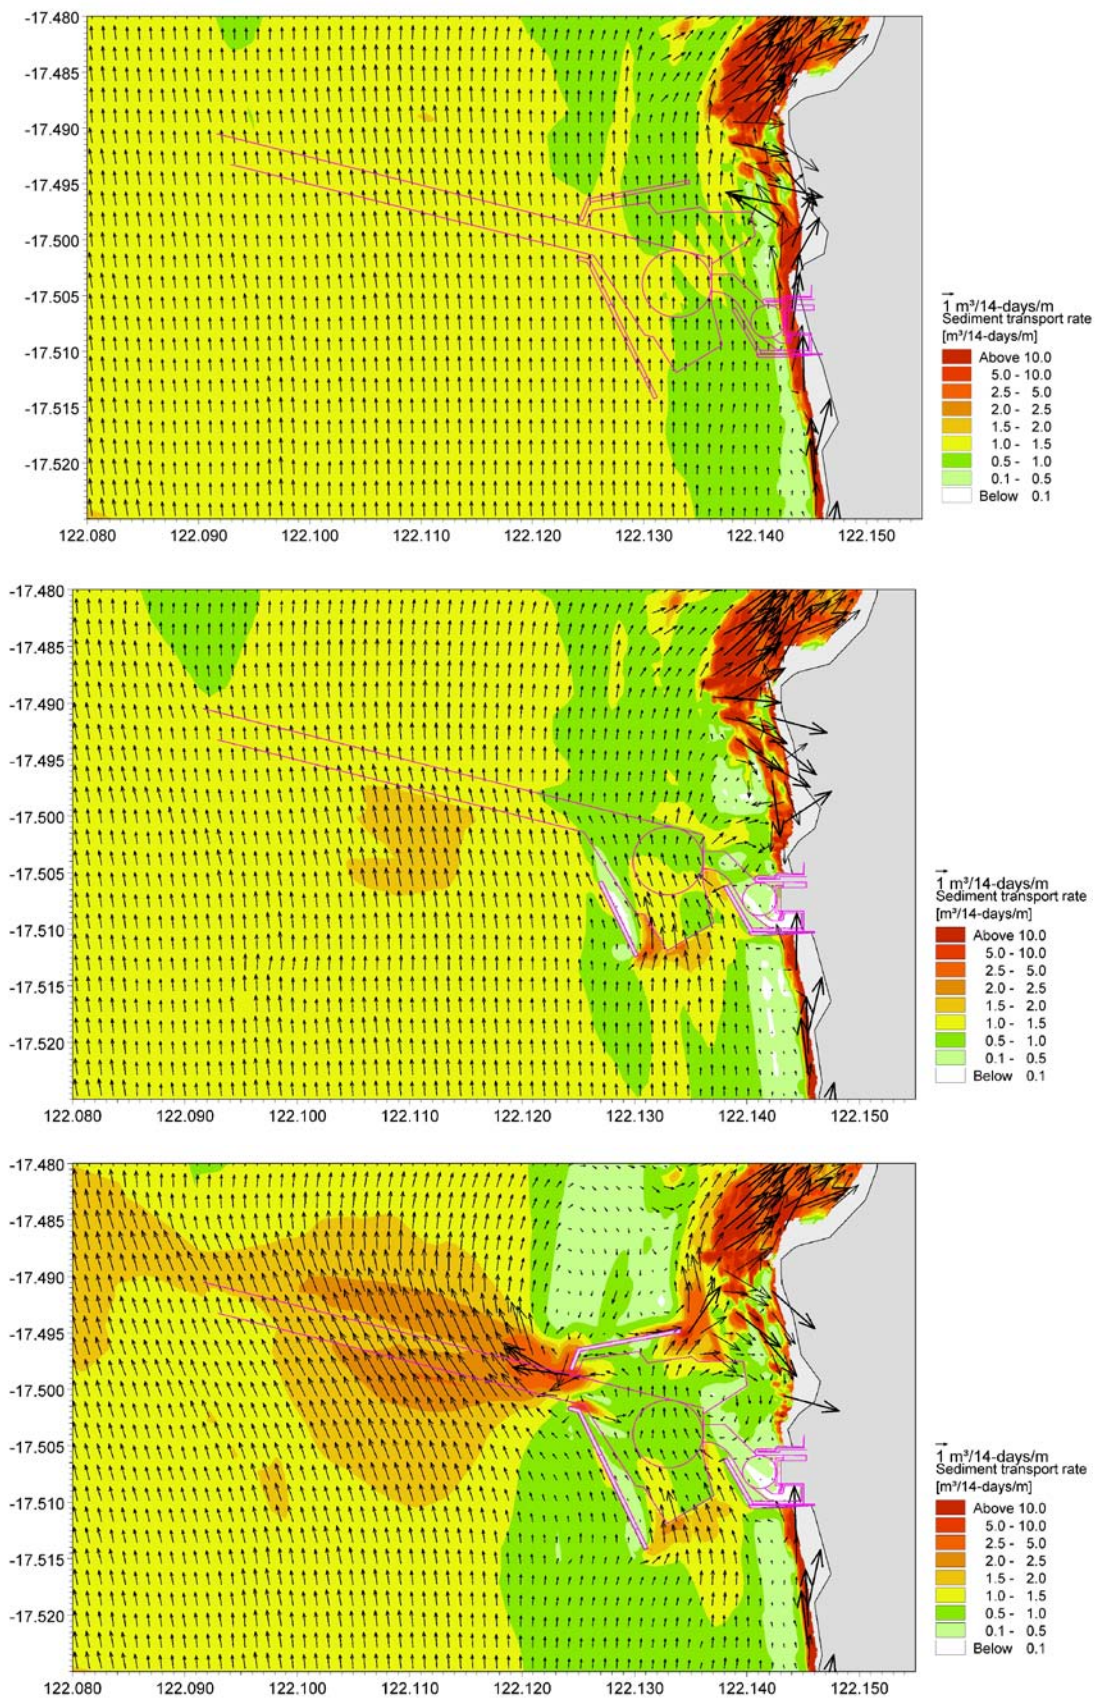 -17.480
-17.485
-17.490
-17.495
-17.500
-17.505
-17.510
-17.515
-17.520
122.080 122.090 122.100 122.110 122.120 122.130 122.140 122.150
1 m³/14-days/m
Sediment transport rate
[m³/14-days/m]
Above 10.0
5.0 - 10.0
2.5 - 5.0
2.0 - 2.5
1.5 - 2.0
1.0 - 1.5
0.5 - 1.0
0.1 - 0.5
Below 0.1
-17.480
-17.485
-17.490
-17.495
-17.500
-17.505
-17.510
-17.515
-17.520
122.080 122.090 122.100 122.110 122.120 122.130 122.140 122.150
1 m³/14-days/m
Sediment transport rate
[m³/14-days/m]
Above 10.0
5.0 - 10.0
2.5 - 5.0
2.0 - 2.5
1.5 - 2.0
1.0 - 1.5
0.5 - 1.0
0.1 - 0.5
Below 0.1
-17.480
-17.485
-17.490
-17.495
-17.500
-17.505
-17.510
-17.515
-17.520
122.080 122.090 122.100 122.110 122.120 122.130 122.140 122.150
1 m³/14-days/m
Sediment transport rate
[m³/14-days/m]
Above 10.0
5.0 - 10.0
2.5 - 5.0
2.0 - 2.5
1.5 - 2.0
1.0 - 1.5
0.5 - 1.0
0.1 - 0.5
Below 0.1